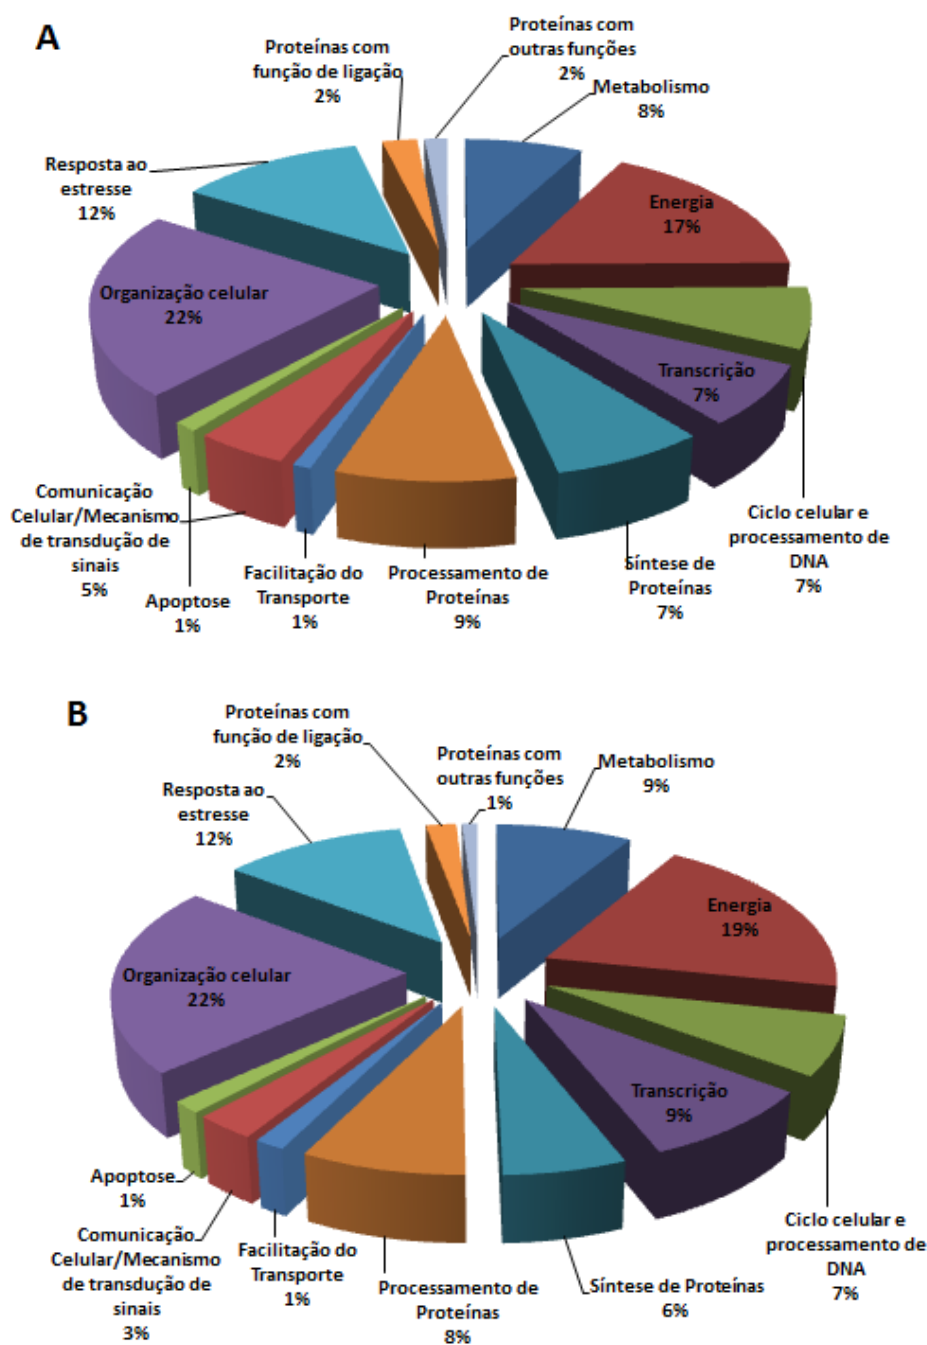 A
Proteínas com
função de ligação
2%
Proteínas com
outras funções
2%
Metabolismo
8%
Resposta ao
estresse
12%
Energia
17%
Organização celular
22%
Transcrição
7%
Comunicação
Celular/Mecanismo
de transdução de
sinais
5%
Apoptose
1%
Facilitação do
Transporte
1%
Processamento de
Proteínas
9%
Síntese de
Proteínas
7%
Ciclo celular e
processamento de
DNA
7%
B
Proteínas com
função de ligação
2%
Proteínas com
outras funções
1%
Metabolismo
9%
Resposta ao
estresse
12%
Energia
19%
Organização celular
22%
Transcrição
9%
Apoptose
1%
Comunicação
Celular/Mecanismo
de transdução de
sinais
3%
Facilitação do
Transporte
1%
Processamento de
Proteínas
8%
Síntese de Proteínas
6%
Ciclo celular e
processamento de
DNA
7%